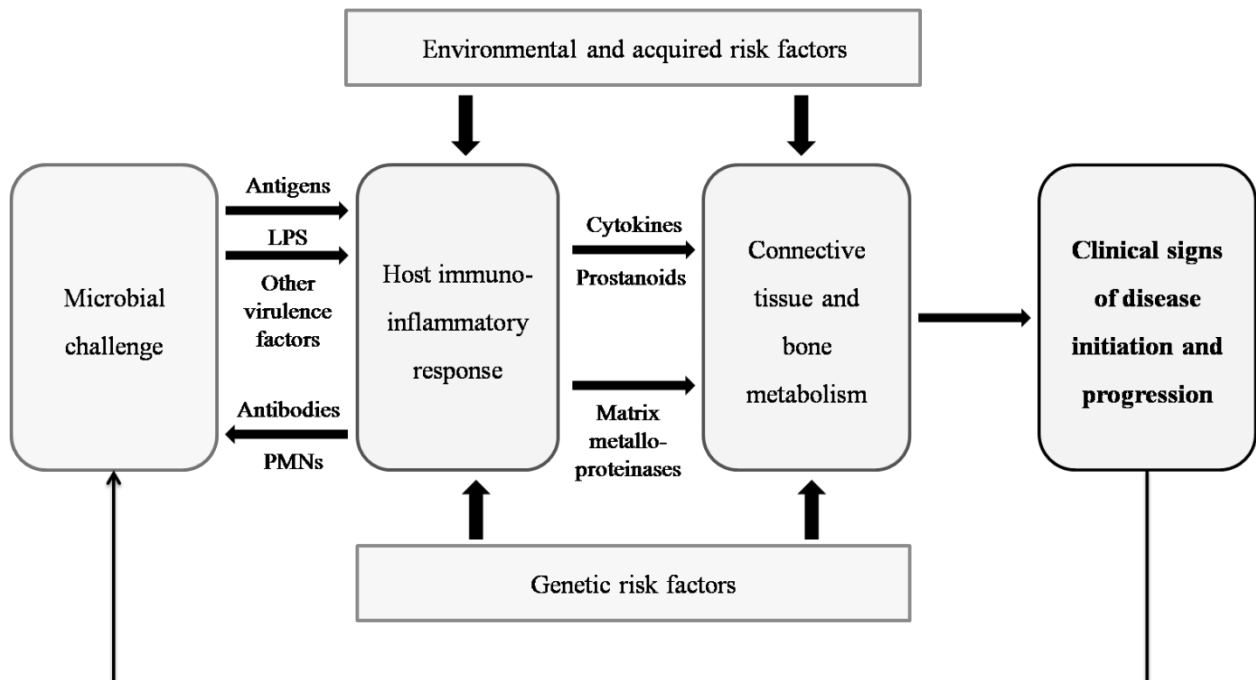 Environmental and acquired risk factors
Microbial
challenge
Antigens
LPS
Other
virulence
factors
Antibodies
PMNs
Host immuno-
inflammatory
response
Cytokines
Prostanoids
Matrix
metallo-
proteinases
Connective
tissue and
bone
metabolism
Clinical signs
of disease
initiation and
progression
Genetic risk factors